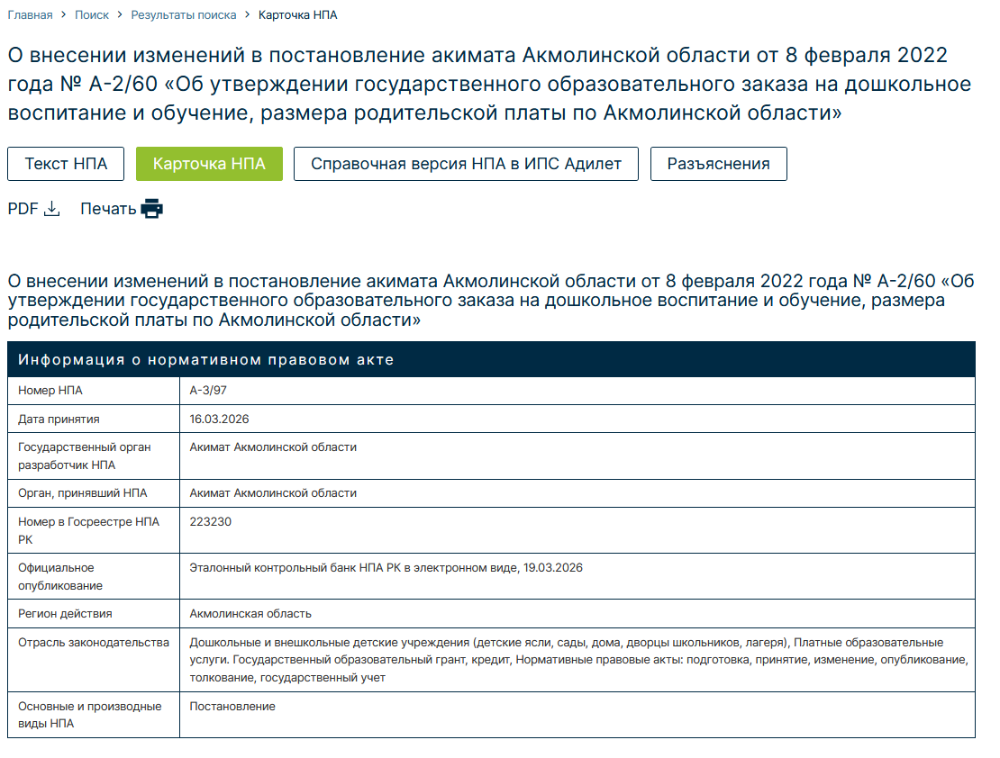 Главная > Поиск > Результаты поиска > Карточка НПА
О внесении изменений в постановление акимата Акмолинской области от 8 февраля 2022
года № А-2/60 «Об утверждении государственного образовательного заказа на дошкольное
воспитание и обучение, размера родительской платы по Акмолинской области»
Текст НПА
Карточка НПА
Справочная версия НПА в ИПС Адилет
Разъяснения
PDF
Печать
О внесении изменений в постановление акимата Акмолинской области от 8 февраля 2022 года № А-2/60 «Об
утверждении государственного образовательного заказа на дошкольное воспитание и обучение, размера
родительской платы по Акмолинской области»
Информация о нормативном правовом акте
Номер НПА
А-3/97
Дата принятия
16.03.2026
Государственный орган
разработчик НПА
Акимат Акмолинской области
Орган, принявший НПА
Акимат Акмолинской области
Номер в Госреестре НПА
РК
223230
Официальное
опубликование
Эталонный контрольный банк НПА РК в электронном виде, 19.03.2026
Регион действия
Акмолинская область
Отрасль законодательства
Дошкольные и внешкольные детские учреждения (детские ясли, сады, дома, дворцы школьников, лагеря), Платные образовательные
услуги. Государственный образовательный грант, кредит, Нормативные правовые акты: подготовка, принятие, изменение, опубликование,
толкование, государственный учет
Основные и производные
виды НПА
Постановление